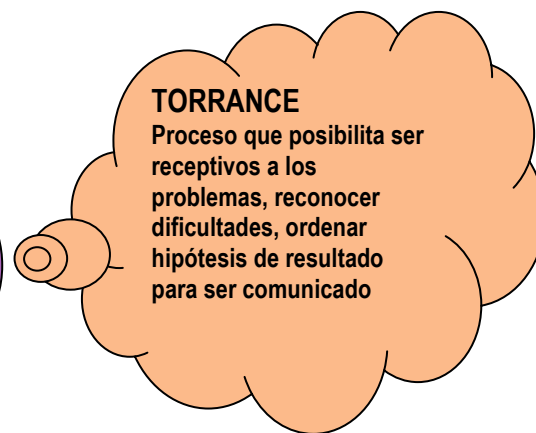 TORRANCE
Proceso que posibilita ser
receptivos a los
problemas, reconocer
dificultades, ordenar
hipótesis de resultado
para ser comunicado